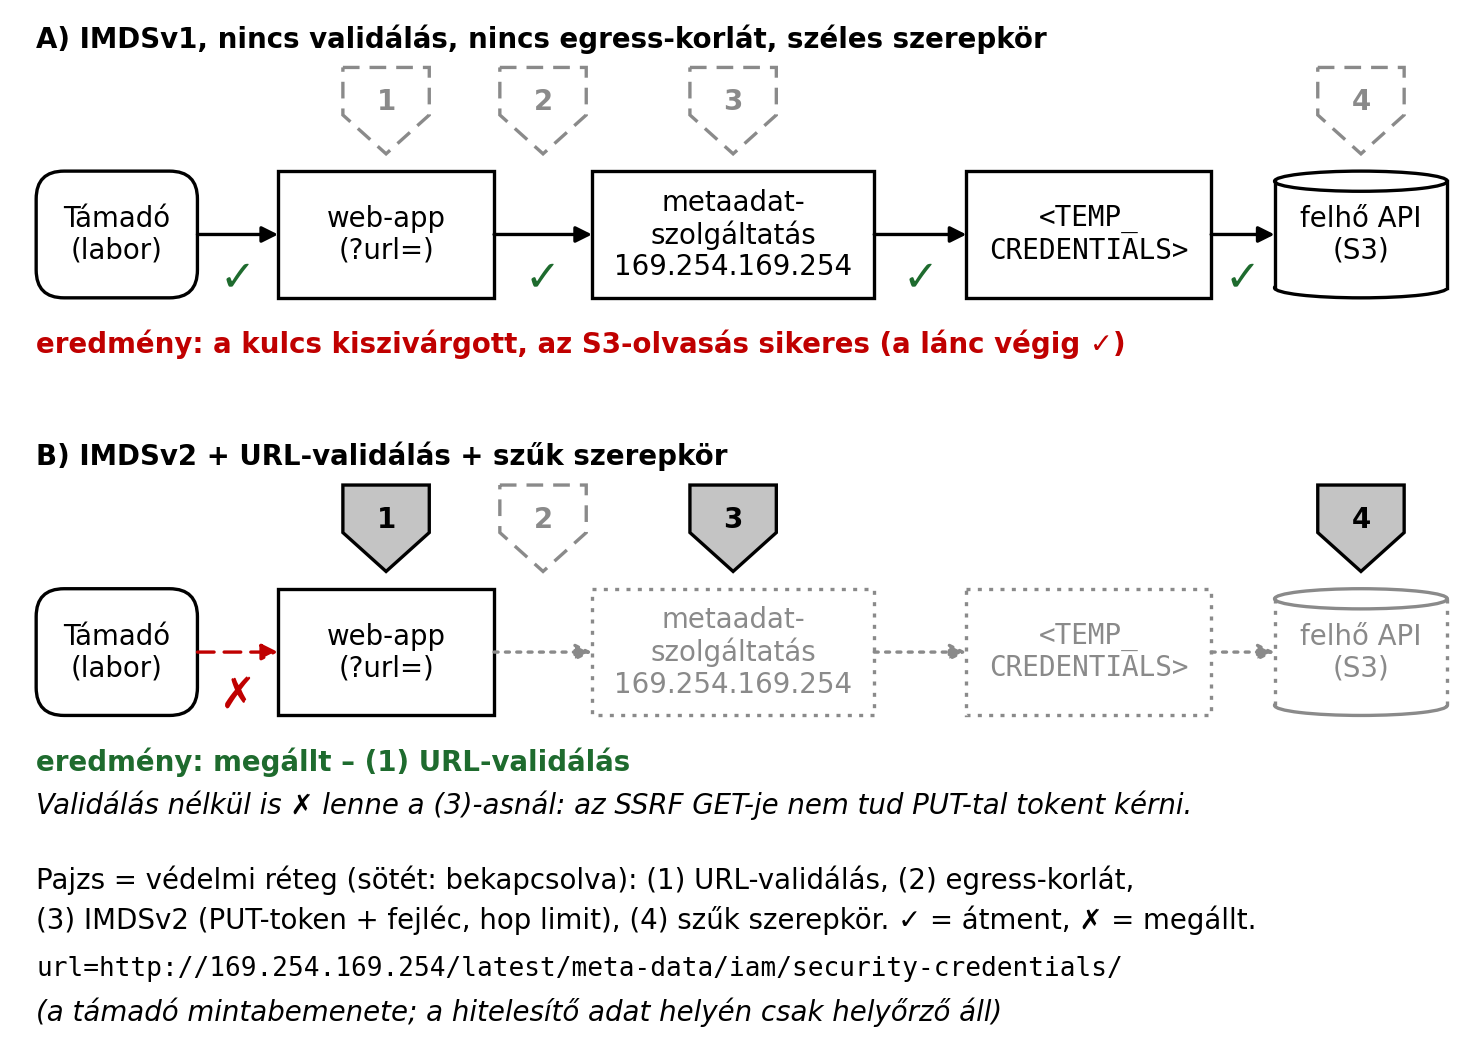 A) IMDSv1, nincs validálás, nincs egress-korlát, széles szerepkör
1
2
3
4
Támadó
(labor)
web-app
(?url=)
metaadat-
szolgáltatás
169.254.169.254
<TEMP_
CREDENTIALS>
felhő API
(S3)
✓
✓
✓
✓
eredmény: a kulcs kiszivárgott, az S3-olvasás sikeres (a lánc végig ✓)
B) IMDSv2 + URL-validálás + szűk szerepkör
1
2
3
4
Támadó
(labor)
web-app
(?url=)
metaadat-
szolgáltatás
169.254.169.254
<TEMP_
CREDENTIALS>
felhő API
(S3)
✗
eredmény: megállt – (1) URL-validálás
Validálás nélkül is ✗ lenne a (3)-asnál: az SSRF GET-je nem tud PUT-tal tokent kérni.
Pajzs = védelmi réteg (sötét: bekapcsolva): (1) URL-validálás, (2) egress-korlát,
(3) IMDSv2 (PUT-token + fejléc, hop limit), (4) szűk szerepkör. ✓ = átment, ✗ = megállt.
url=http://169.254.169.254/latest/meta-data/iam/security-credentials/
(a támadó mintabemenete; a hitelesítő adat helyén csak helyőrző áll)